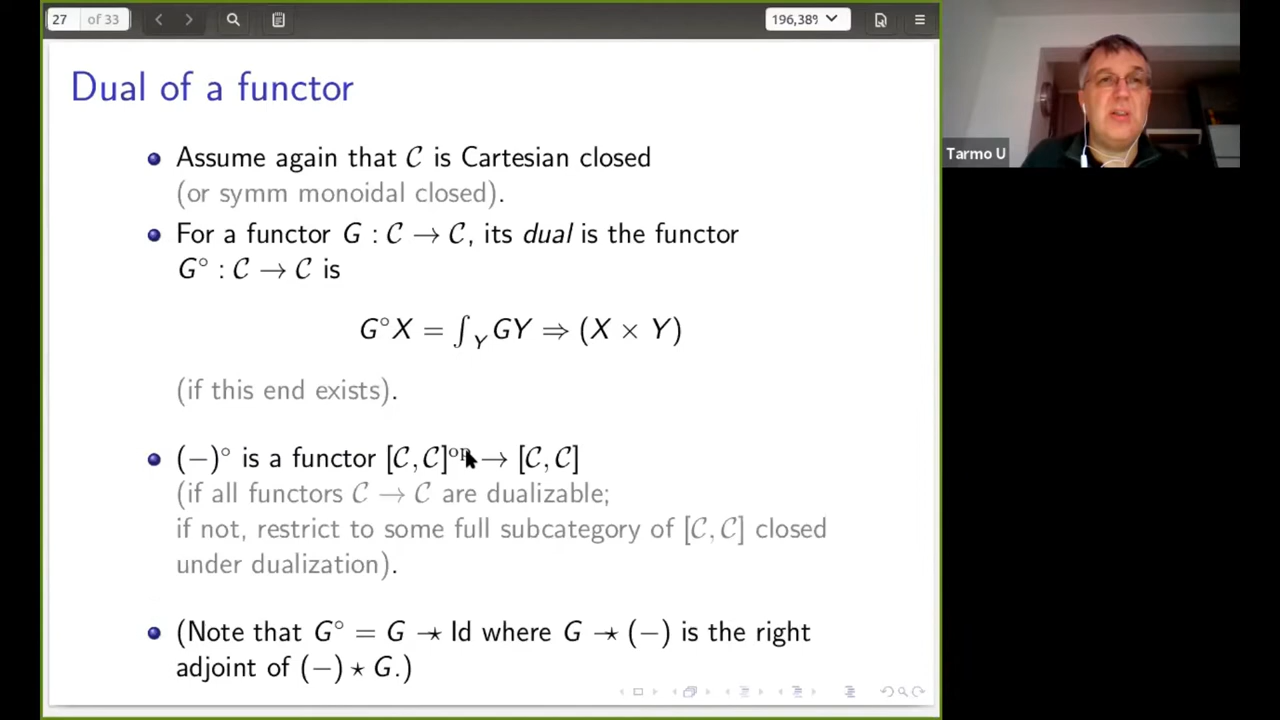 27 of 33
196,38%
Dual of a functor
Assume again that 𝒞 is Cartesian closed
(or symm monoidal closed).
For a functor G : 𝒞 → 𝒞, its dual is the functor
G° : 𝒞 → 𝒞 is
G°X = ∫_Y GY ⇒ (X × Y)
(if this end exists).
(−)° is a functor [𝒞, 𝒞]^op → [𝒞, 𝒞]
(if all functors 𝒞 → 𝒞 are dualizable;
if not, restrict to some full subcategory of [𝒞, 𝒞] closed
under dualization).
(Note that G° = G −⋆ Id where G −⋆ (−) is the right
adjoint of (−) ⋆ G.)
Tarmo U